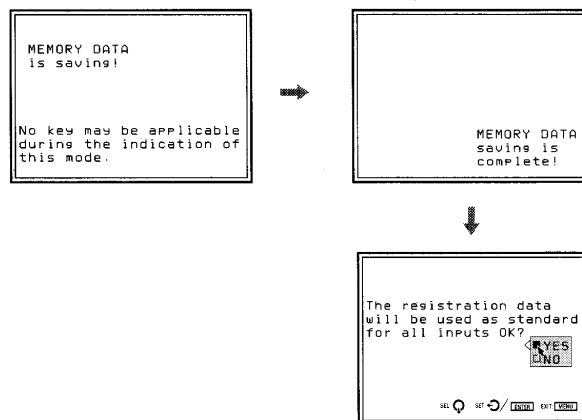 MEMORY DATA
is saving!
No key may be applicable
during the indication of
this mode.
MEMORY DATA
saving is
complete!
The registration data
will be used as standard
for all inputs OK?
YES
NO
SEL SET / ENTER EXIT MENU